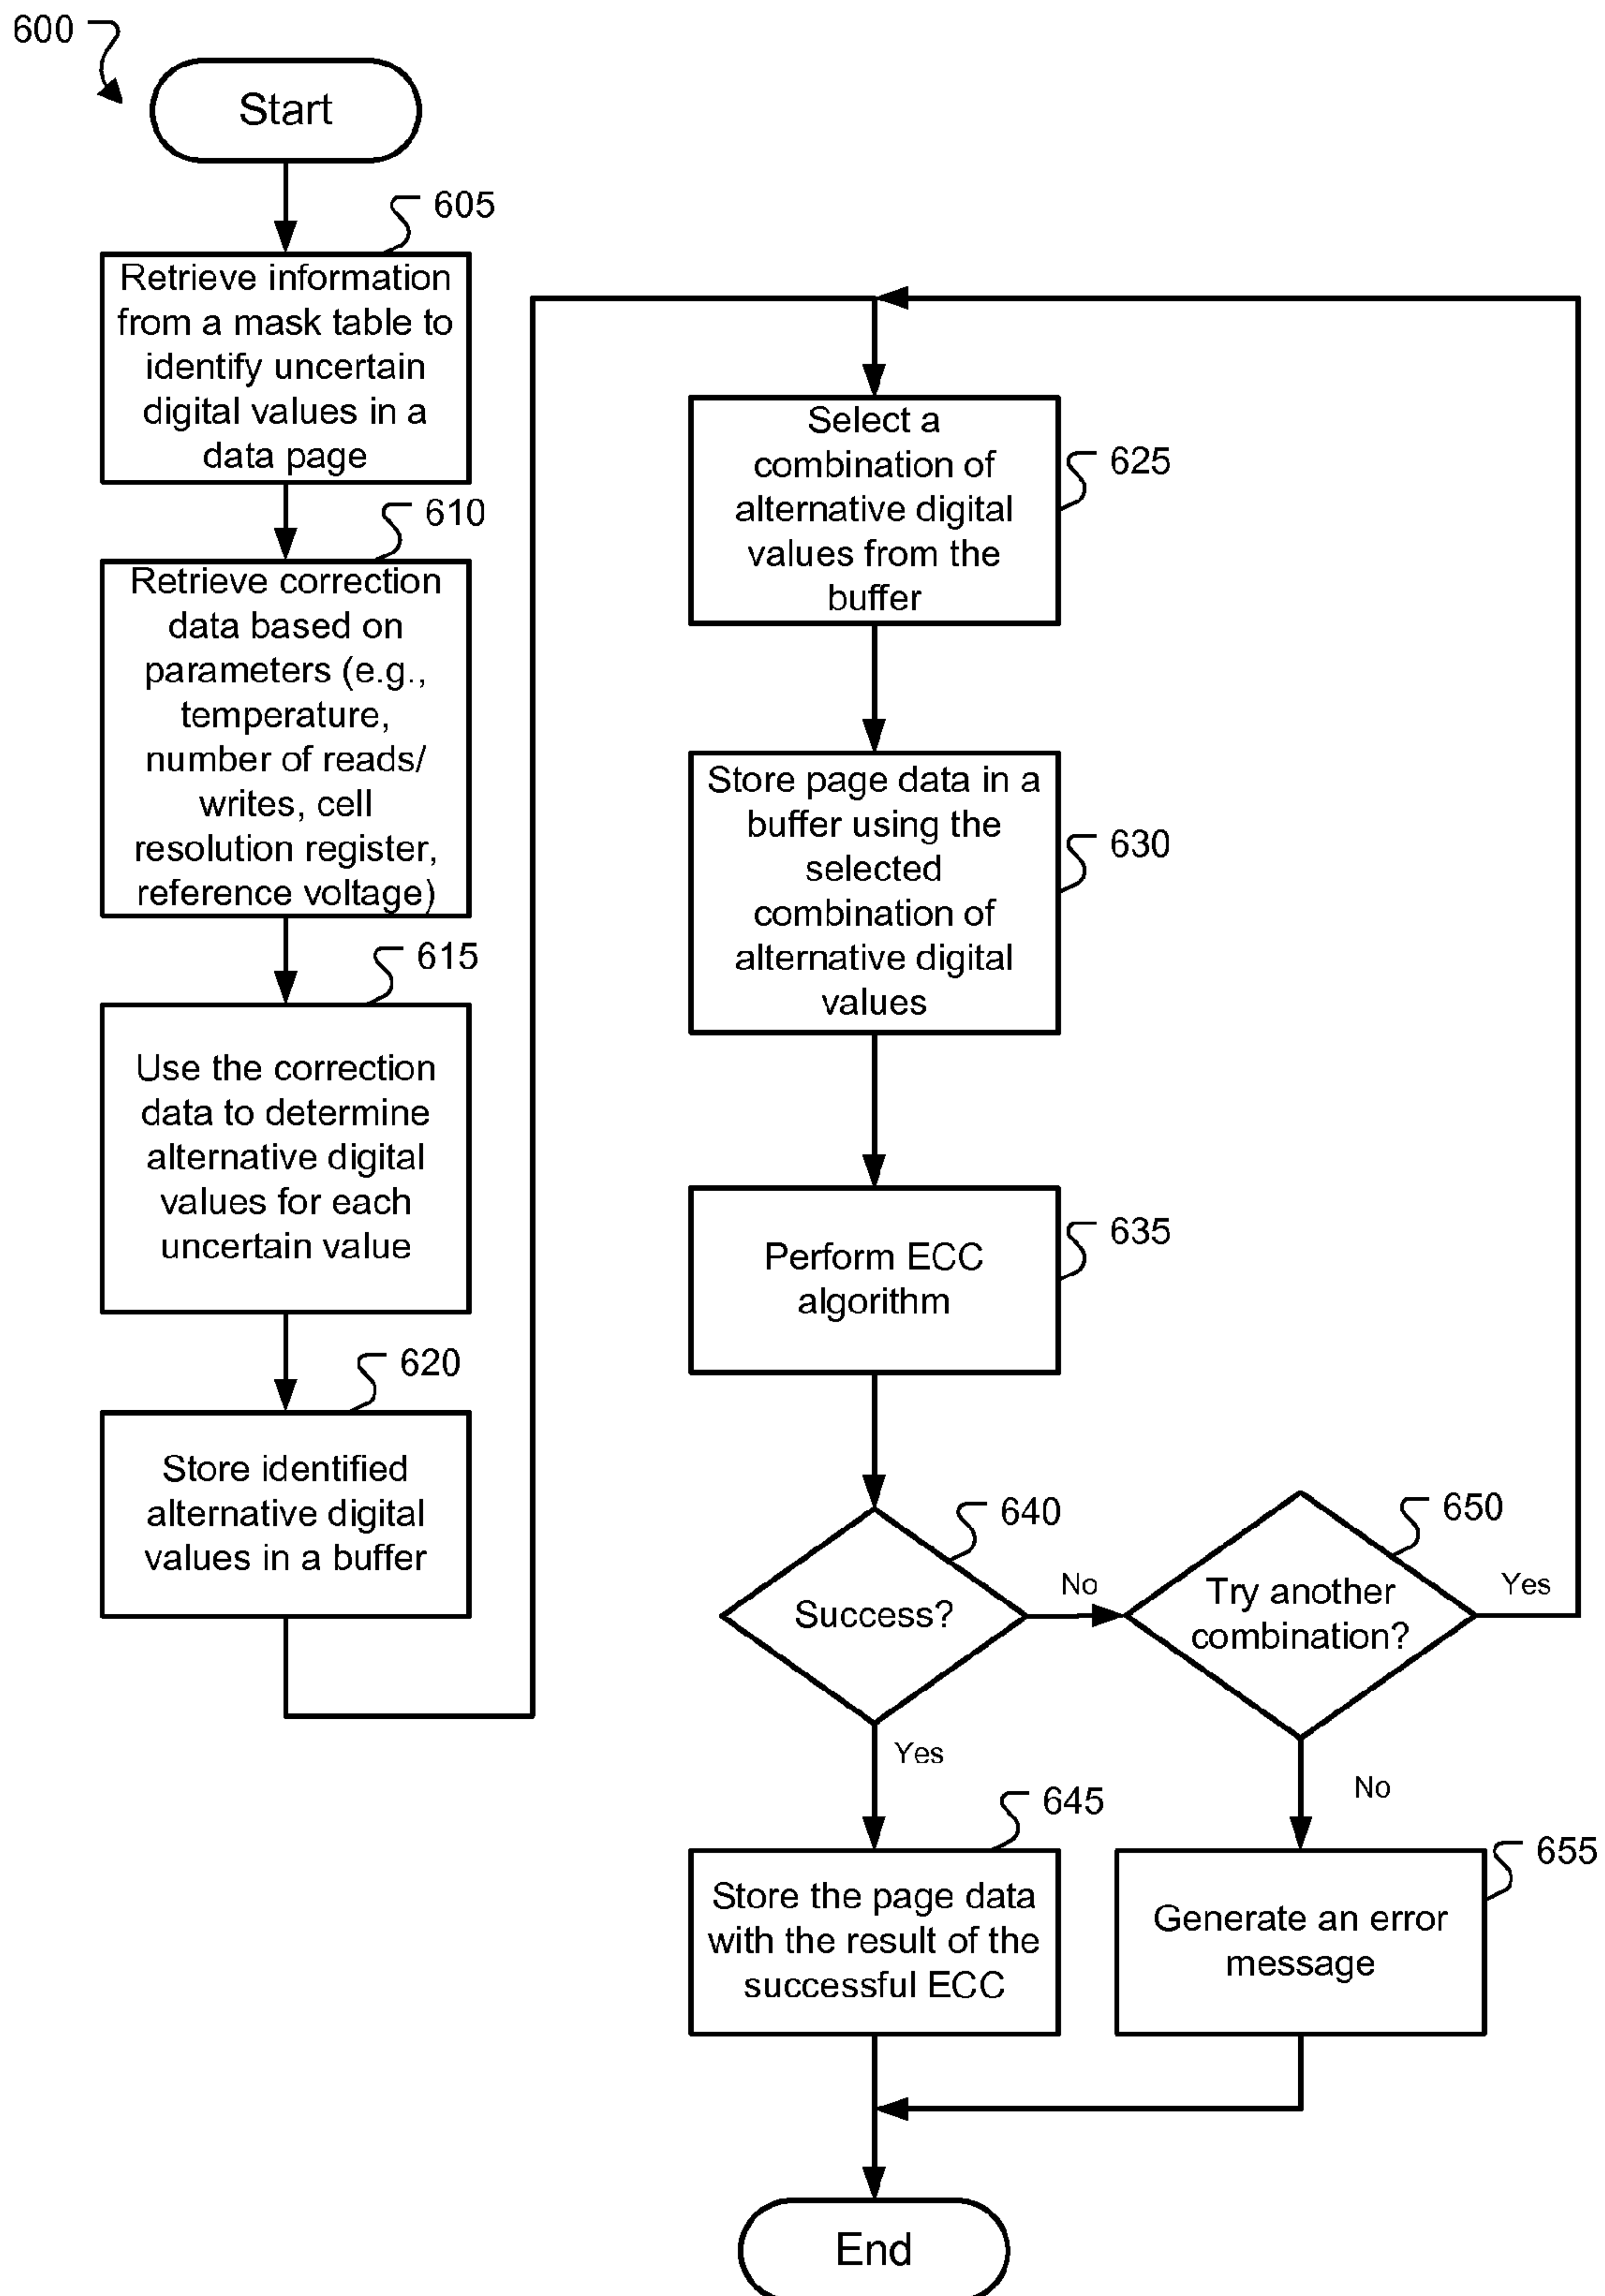 600
Start
605
Retrieve information
from a mask table to
identify uncertain
digital values in a
data page
610
Retrieve correction
data based on
parameters (e.g.,
temperature,
number of reads/
writes, cell
resolution register,
reference voltage)
615
Use the correction
data to determine
alternative digital
values for each
uncertain value
620
Store identified
alternative digital
values in a buffer
Select a
combination of
alternative digital
values from the
buffer
625
Store page data in a
buffer using the
selected
combination of
alternative digital
values
630
Perform ECC
algorithm
635
640
Success?
No
Yes
650
Try another
combination?
Yes
No
645
Store the page data
with the result of the
successful ECC
655
Generate an error
message
End